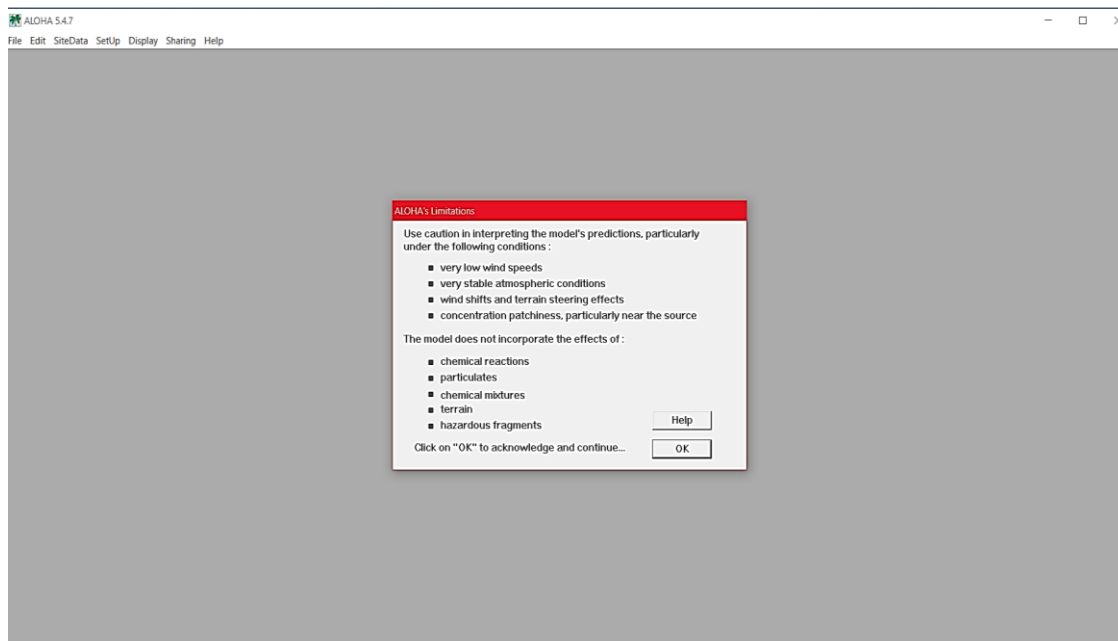 ALOHA 5.4.7
File Edit SiteData SetUp Display Sharing Help
ALOHA's Limitations
Use caution in interpreting the model's predictions, particularly
under the following conditions :
very low wind speeds
very stable atmospheric conditions
wind shifts and terrain steering effects
concentration patchiness, particularly near the source
The model does not incorporate the effects of :
chemical reactions
particulates
chemical mixtures
terrain
hazardous fragments
Help
Click on "OK" to acknowledge and continue...
OK